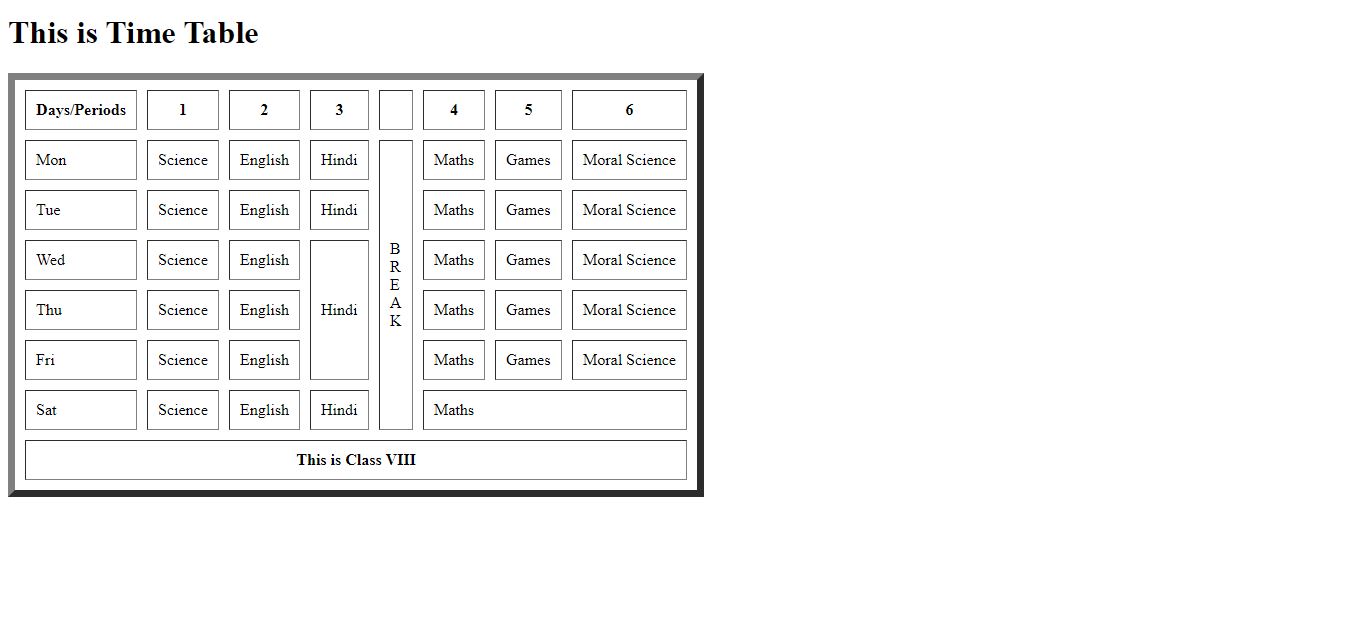 This is Time Table
Days/Periods 1 2 3 4 5 6
Mon Science English Hindi Maths Games Moral Science
Tue Science English Hindi Maths Games Moral Science
Wed Science English Maths Games Moral Science
Thu Science English Hindi Maths Games Moral Science
Fri Science English Maths Games Moral Science
Sat Science English Hindi Maths
B
R
E
A
K
This is Class VIII